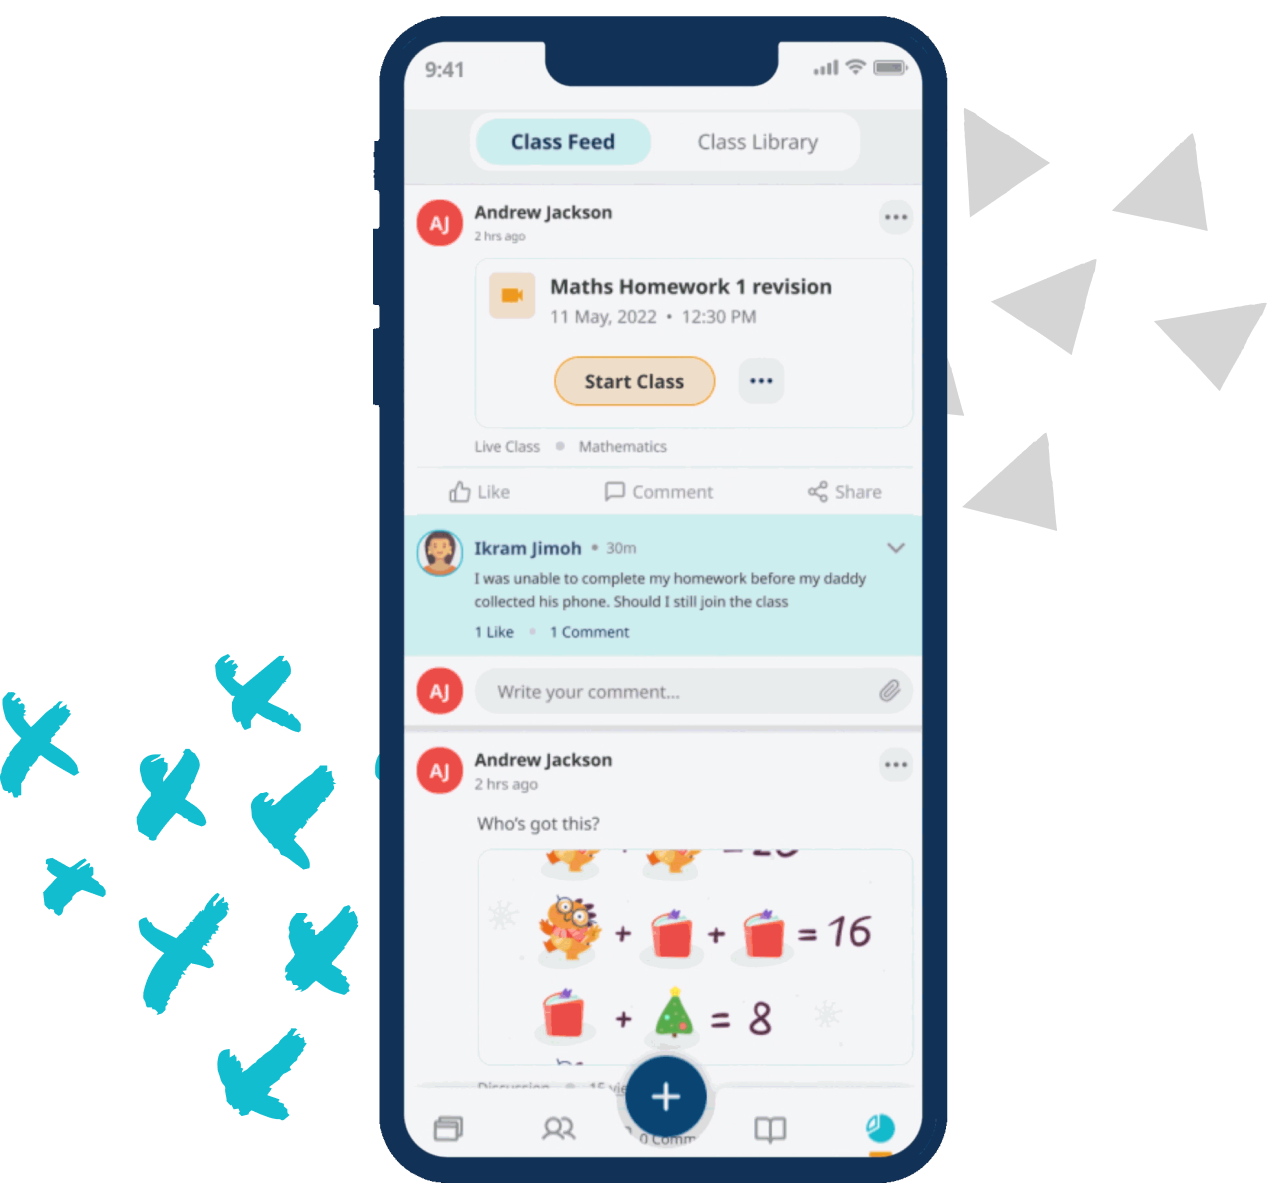 9:41
Class Feed Class Library
AJ Andrew Jackson
2 hrs ago
Maths Homework 1 revision
11 May, 2022 • 12:30 PM
Start Class
Live Class Mathematics
Like Comment Share
Ikram Jimoh • 30m
I was unable to complete my homework before my daddy
collected his phone. Should I still join the class
1 Like 1 Comment
AJ Write your comment...
AJ Andrew Jackson
2 hrs ago
Who's got this?
+ + = 16
+ = 8
Discussion 15
0 Comm